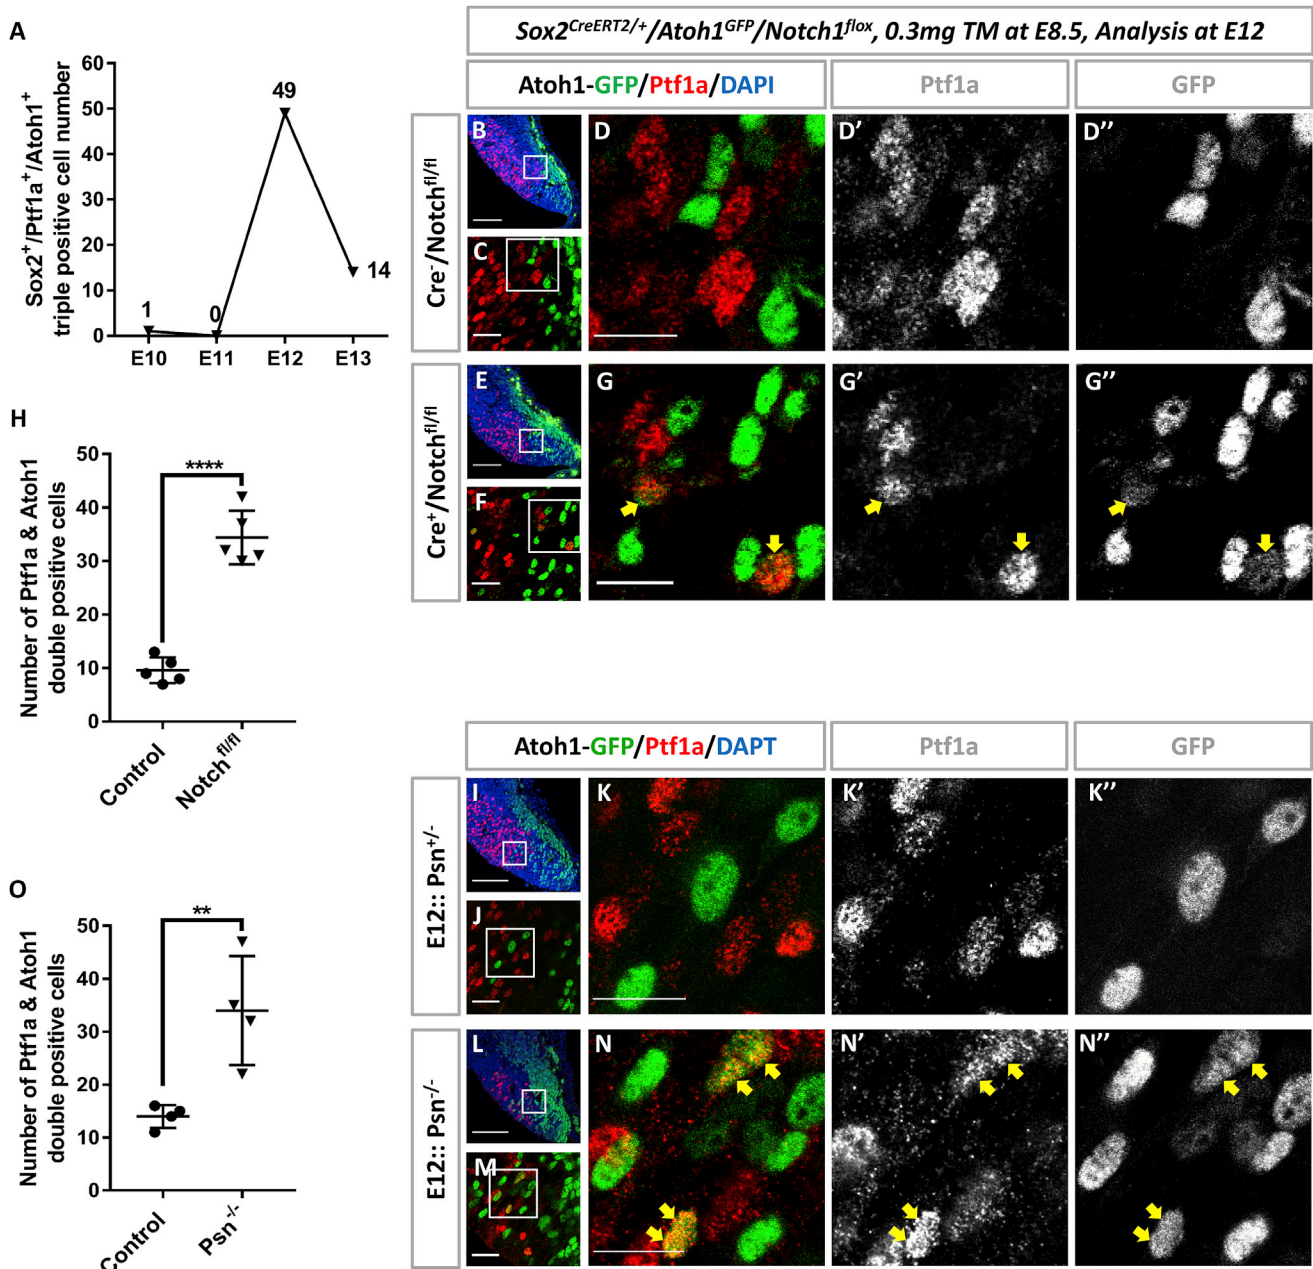 A
Sox2+/Ptf1a+/Atoh1+
triple positive cell number
60
50
40
30
20
10
0
1
0
49
14
E10
E11
E12
E13
Sox2CreERT2/+/Atoh1GFP/Notch1flox, 0.3mg TM at E8.5, Analysis at E12
Atoh1-GFP/Ptf1a/DAPI
Ptf1a
GFP
Cre-/Notchfl/fl
B
C
D
D’
D’’
Cre+/Notchfl/fl
E
F
G
G’
G’’
H
Number of Ptf1a & Atoh1
double positive cells
50
40
30
20
10
0
****
Control
Notchfl/fl
Atoh1-GFP/Ptf1a/DAPT
Ptf1a
GFP
E12:: Psn+/-
I
J
K
K’
K’’
E12:: Psn-/-
L
M
N
N’
N’’
O
Number of Ptf1a & Atoh1
double positive cells
50
40
30
20
10
0
**
Control
Psn-/-